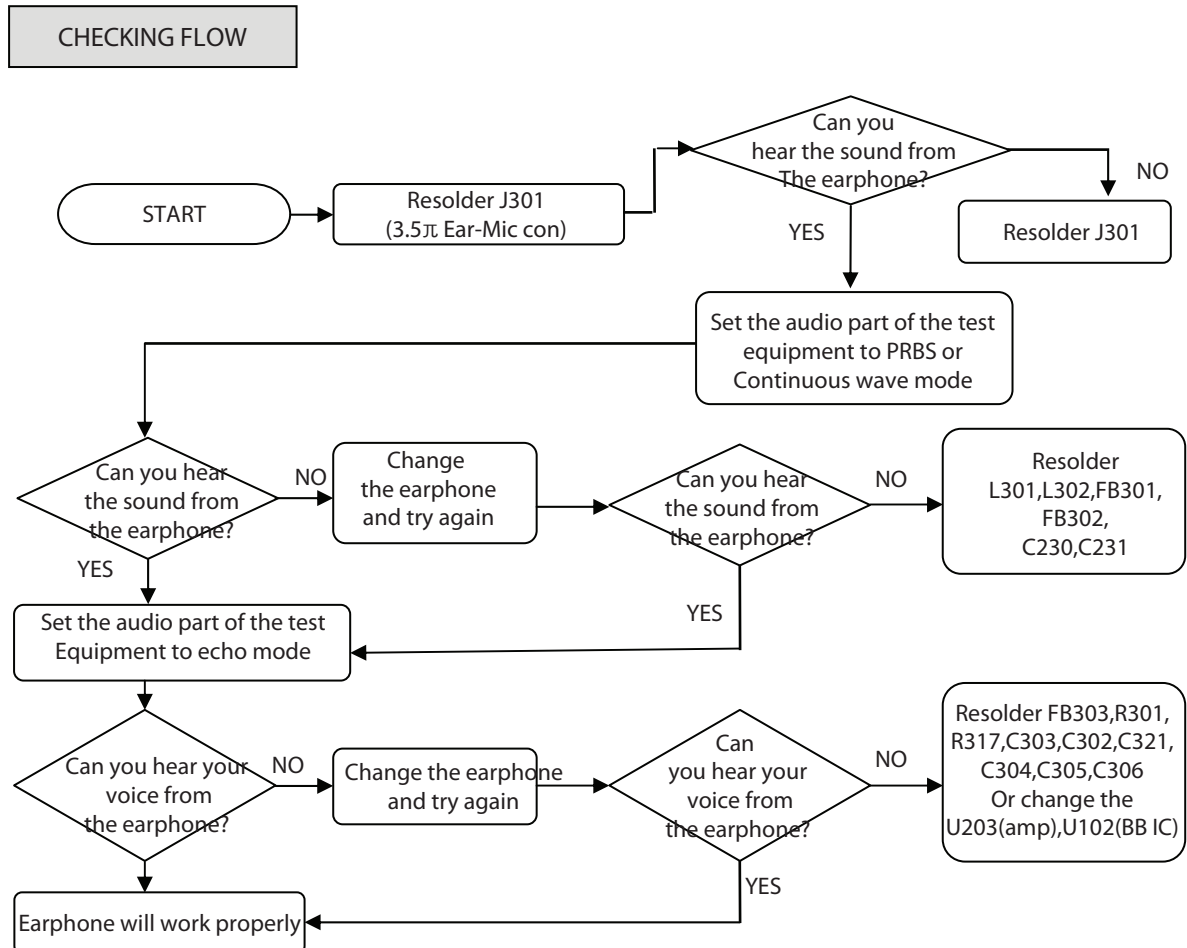 CHECKING FLOW
START
Resolder J301
(3.5π Ear-Mic con)
Can you
hear the sound from
The earphone?
NO
Resolder J301
YES
Set the audio part of the test
equipment to PRBS or
Continuous wave mode
Can you hear
the sound from
the earphone?
NO
Change
the earphone
and try again
Can you hear
the sound from
the earphone?
NO
Resolder
L301,L302,FB301,
FB302,
C230,C231
YES
YES
Set the audio part of the test
Equipment to echo mode
Can you hear your
voice from
the earphone?
NO
Change the earphone
and try again
Can
you hear your
voice from
the earphone?
NO
Resolder FB303,R301,
R317,C303,C302,C321,
C304,C305,C306
Or change the
U203(amp),U102(BB IC)
YES
Earphone will work properly